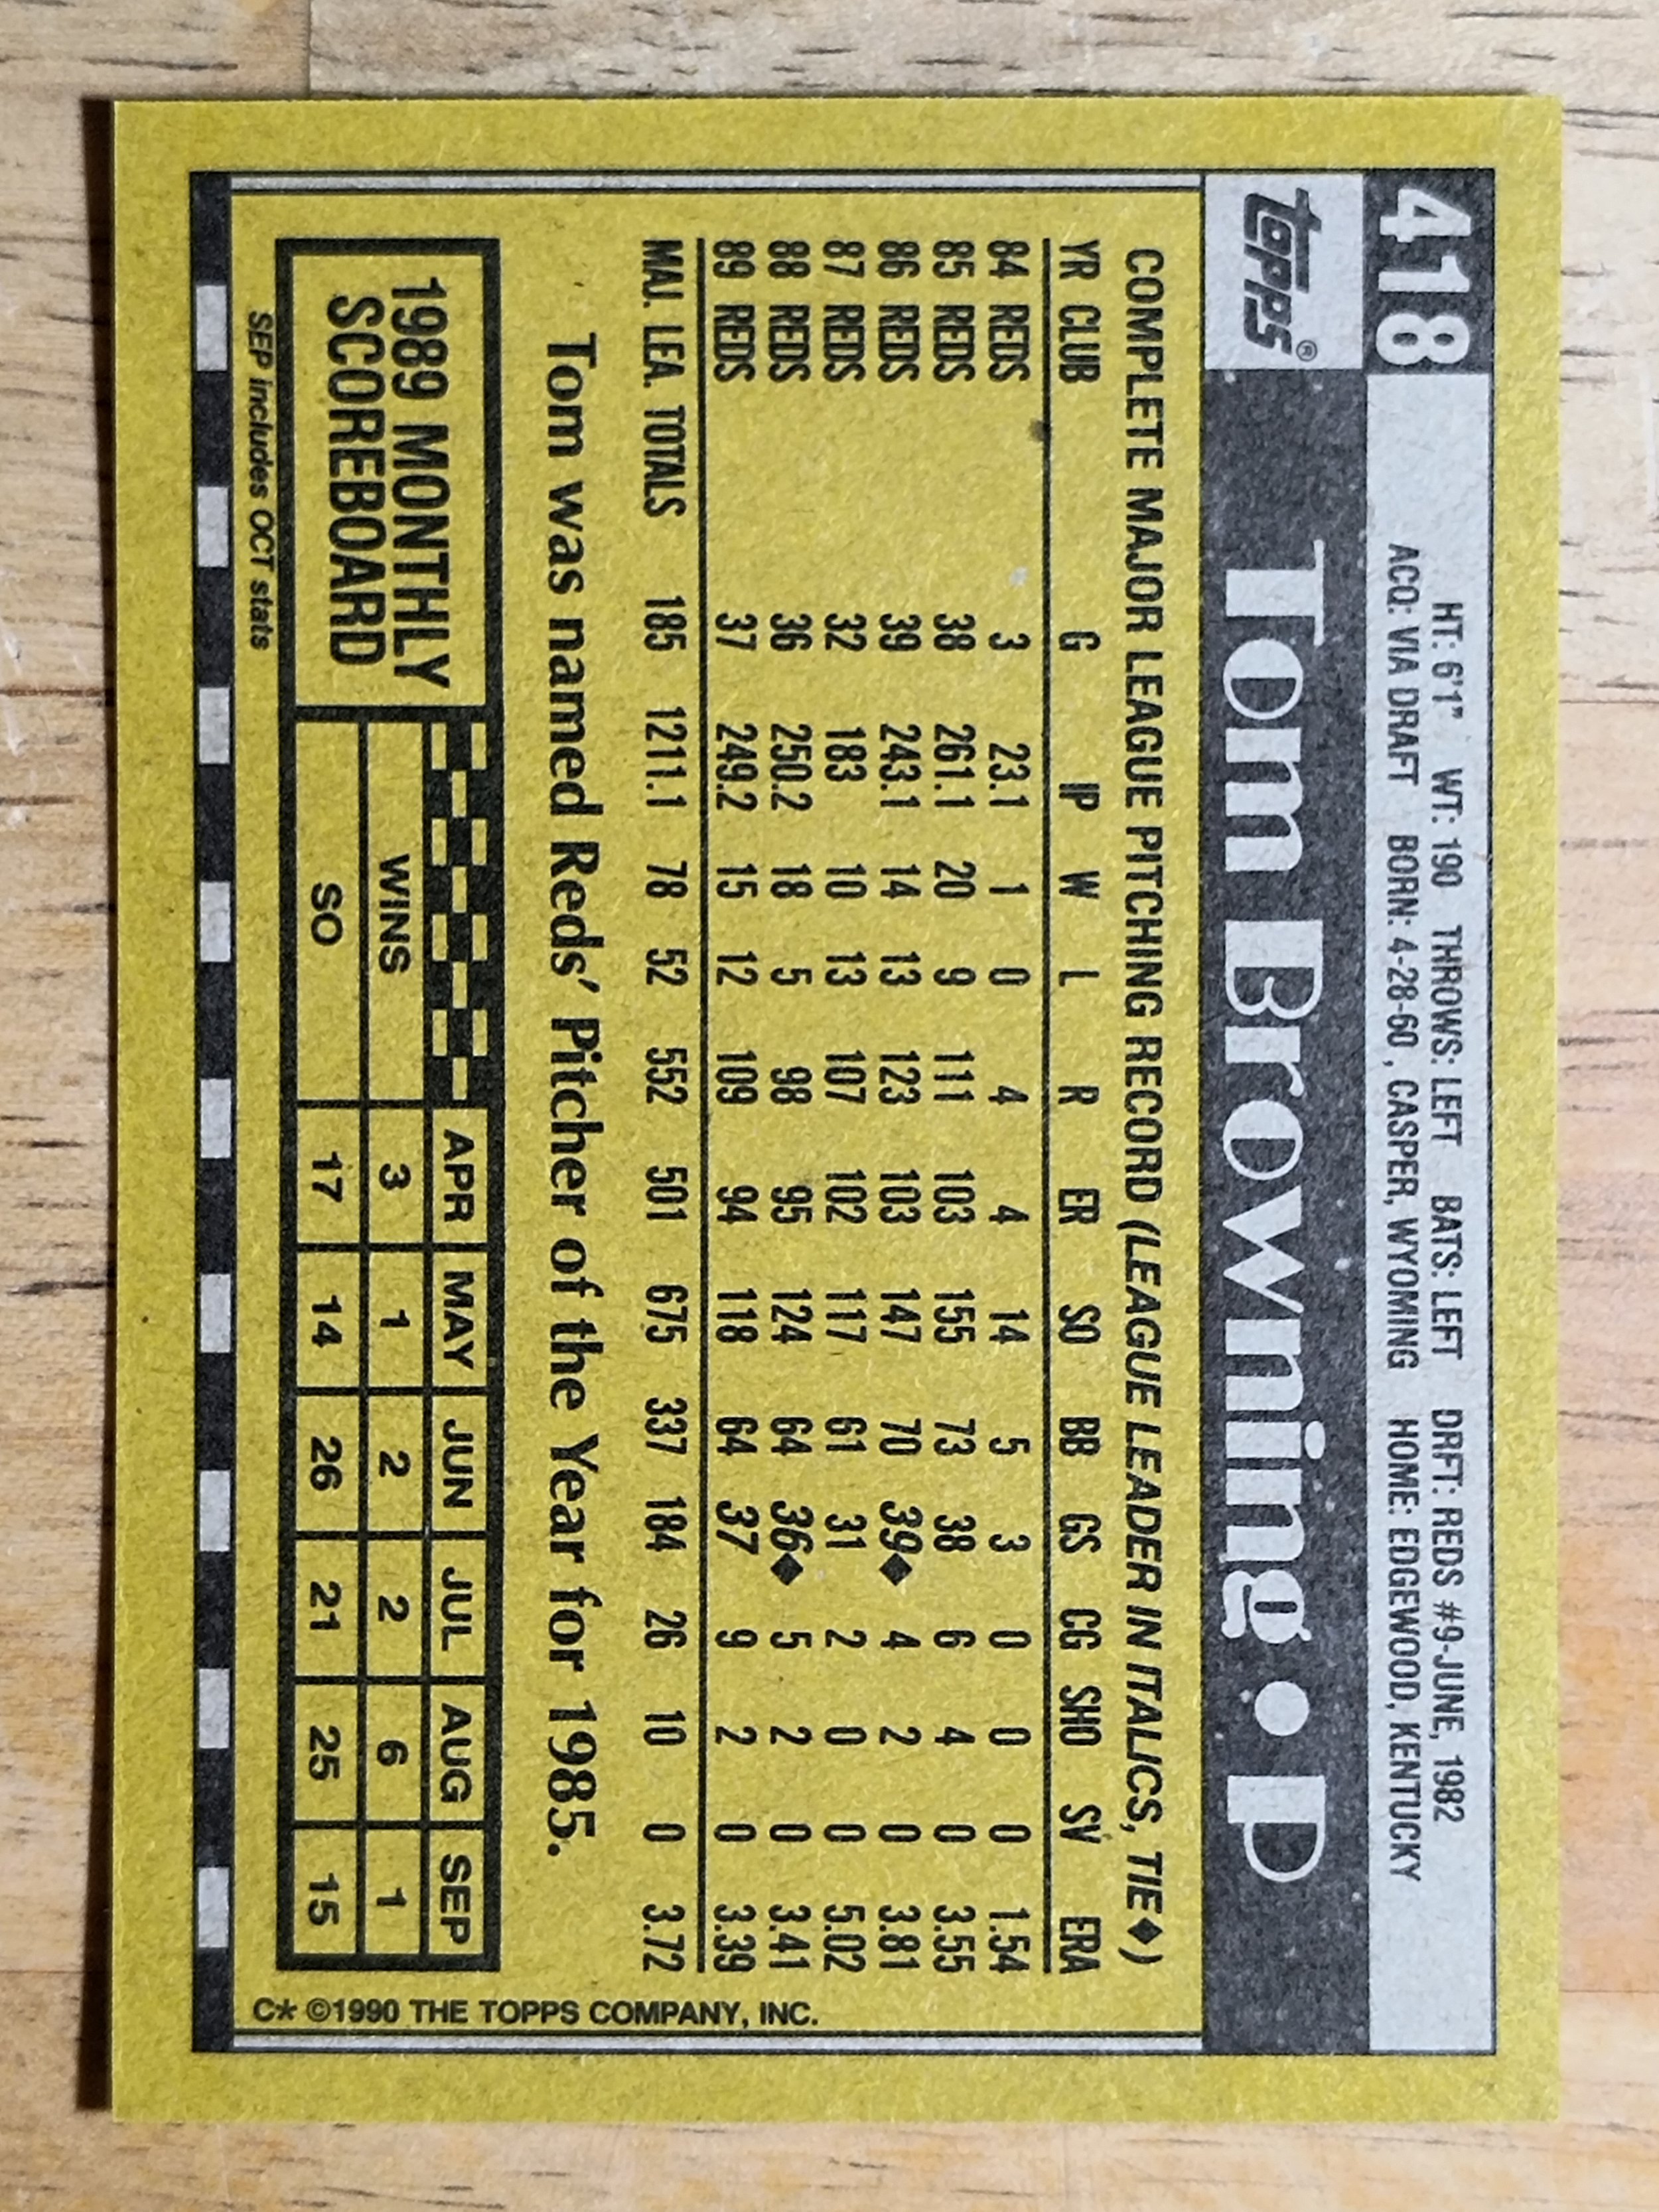 418
HT: 6'1" WT: 190 THROWS: LEFT BATS: LEFT DRFT: REDS #9-JUNE, 1982
ACQ: VIA DRAFT BORN: 4-28-60 , CASPER, WYOMING HOME: EDGEWOOD, KENTUCKY
TOPPS®
Tom Browning • P
COMPLETE MAJOR LEAGUE PITCHING RECORD (LEAGUE LEADER IN ITALICS, TIE◆)
YR CLUB G IP W L R ER SO BB GS CG SHO SV ERA
84 REDS 3 23.1 1 0 4 4 14 5 3 0 0 0 1.54
85 REDS 38 261.1 20 9 111 103 155 73 38 6 4 0 3.55
86 REDS 39 243.1 14 13 123 103 147 70 39◆ 4 2 0 3.81
87 REDS 32 183 10 13 107 102 117 61 31 2 0 0 5.02
88 REDS 36 250.2 18 5 98 95 124 64 36◆ 5 2 0 3.41
89 REDS 37 249.2 15 12 109 94 118 64 37 9 2 0 3.39
MAJ. LEA. TOTALS 185 1211.1 78 52 552 501 675 337 184 26 10 0 3.72
Tom was named Reds' Pitcher of the Year for 1985.
1989 MONTHLY
SCOREBOARD
APR MAY JUN JUL AUG SEP
WINS 3 1 2 2 6 1
SO 17 14 26 21 25 15
SEP includes OCT stats
C* ©1990 THE TOPPS COMPANY, INC.